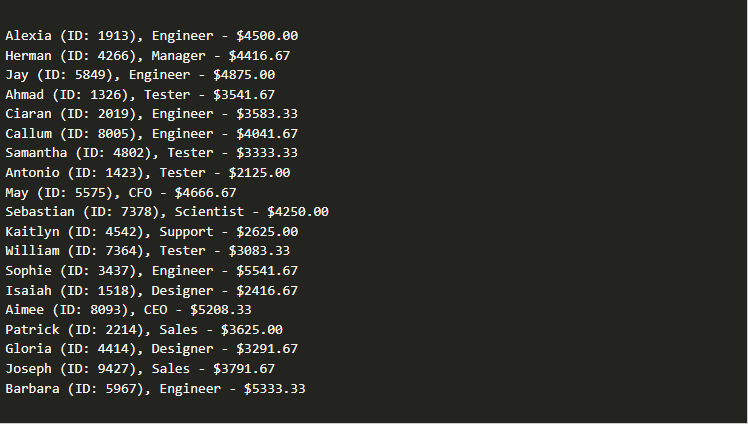 Alexia (ID: 1913), Engineer - $4500.00
Herman (ID: 4266), Manager - $4416.67
Jay (ID: 5849), Engineer - $4875.00
Ahmad (ID: 1326), Tester - $3541.67
Ciaran (ID: 2019), Engineer - $3583.33
Callum (ID: 8005), Engineer - $4041.67
Samantha (ID: 4802), Tester - $3333.33
Antonio (ID: 1423), Tester - $2125.00
May (ID: 5575), CFO - $4666.67
Sebastian (ID: 7378), Scientist - $4250.00
Kaitlyn (ID: 4542), Support - $2625.00
William (ID: 7364), Tester - $3083.33
Sophie (ID: 3437), Engineer - $5541.67
Isaiah (ID: 1518), Designer - $2416.67
Aimee (ID: 8093), CEO - $5208.33
Patrick (ID: 2214), Sales - $3625.00
Gloria (ID: 4414), Designer - $3291.67
Joseph (ID: 9427), Sales - $3791.67
Barbara (ID: 5967), Engineer - $5333.33